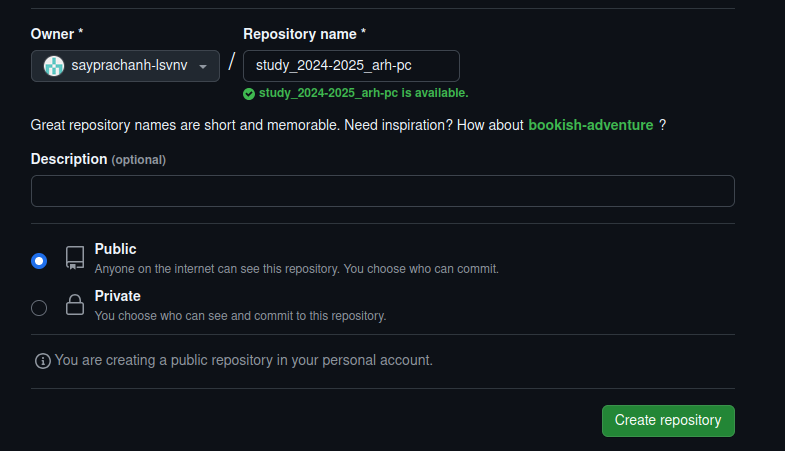 Owner *
Repository name *
sayprachanh-lsvnv
/
study_2024-2025_arh-pc
study_2024-2025_arh-pc is available.
Great repository names are short and memorable. Need inspiration? How about bookish-adventure ?
Description (optional)
Public
Anyone on the internet can see this repository. You choose who can commit.
Private
You choose who can see and commit to this repository.
You are creating a public repository in your personal account.
Create repository